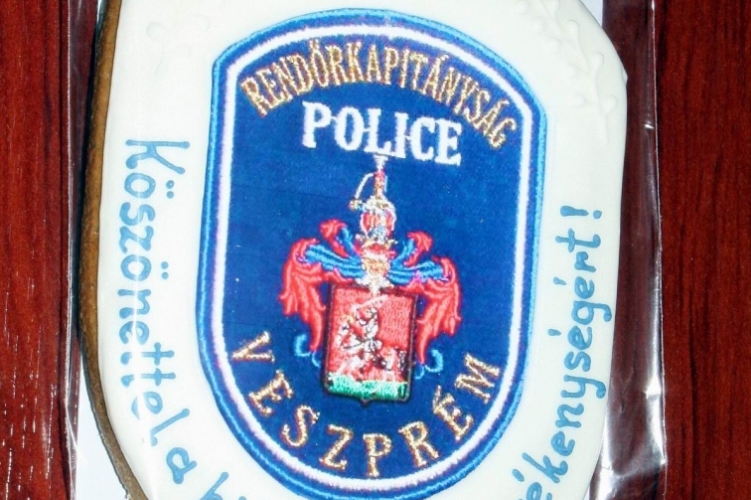 RENDŐRKAPITÁNYSÁG
POLICE
VESZPRÉM
Köszönettel a